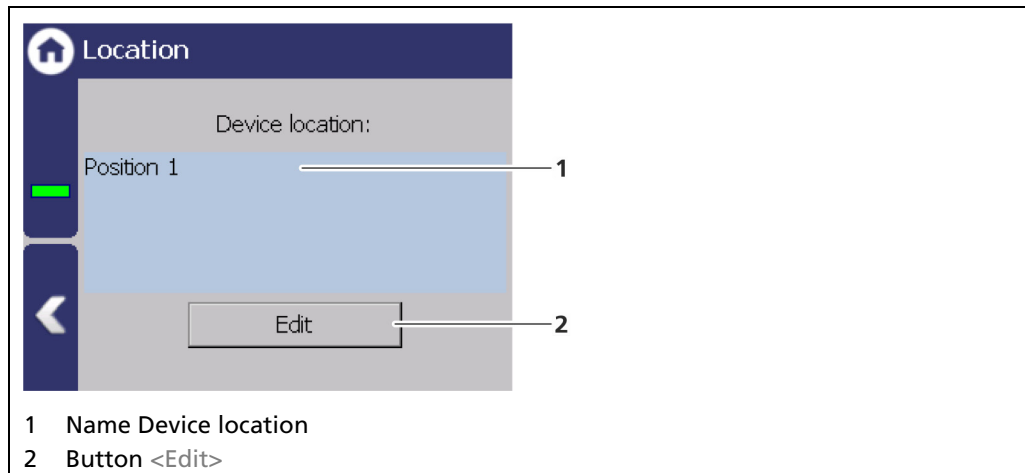 Location
Device location:
Position 1
1
Edit
2
1 Name Device location
2 Button <Edit>